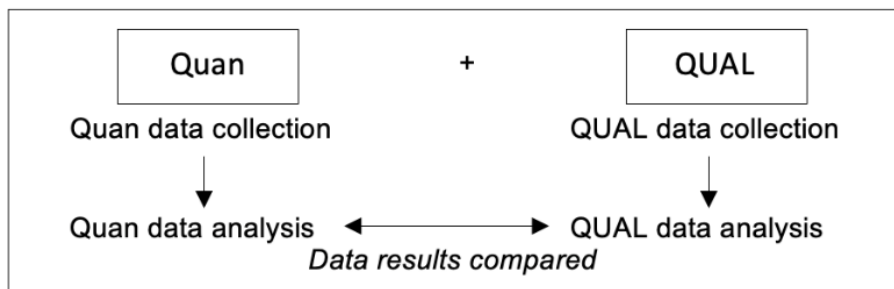 Quan + QUAL
Quan data collection QUAL data collection
Quan data analysis QUAL data analysis
Data results compared